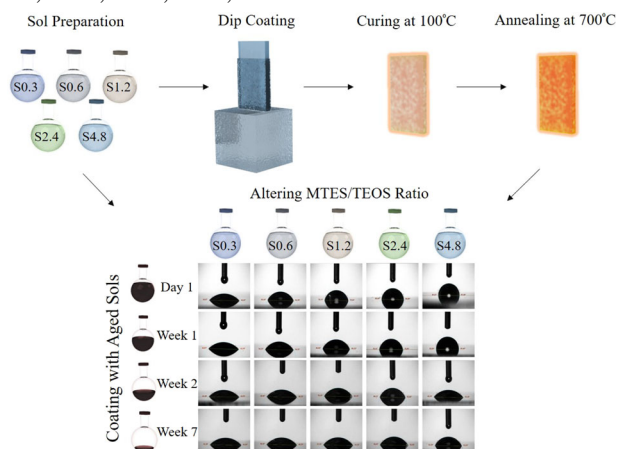 Sol Preparation
Dip Coating
Curing at 100°C
Annealing at 700°C
S0.3
S0.6
S1.2
S2.4
S4.8
Altering MTES/TEOS Ratio
S0.3
S0.6
S1.2
S2.4
S4.8
Coating with Aged Sols
Day 1
Week 1
Week 2
Week 7